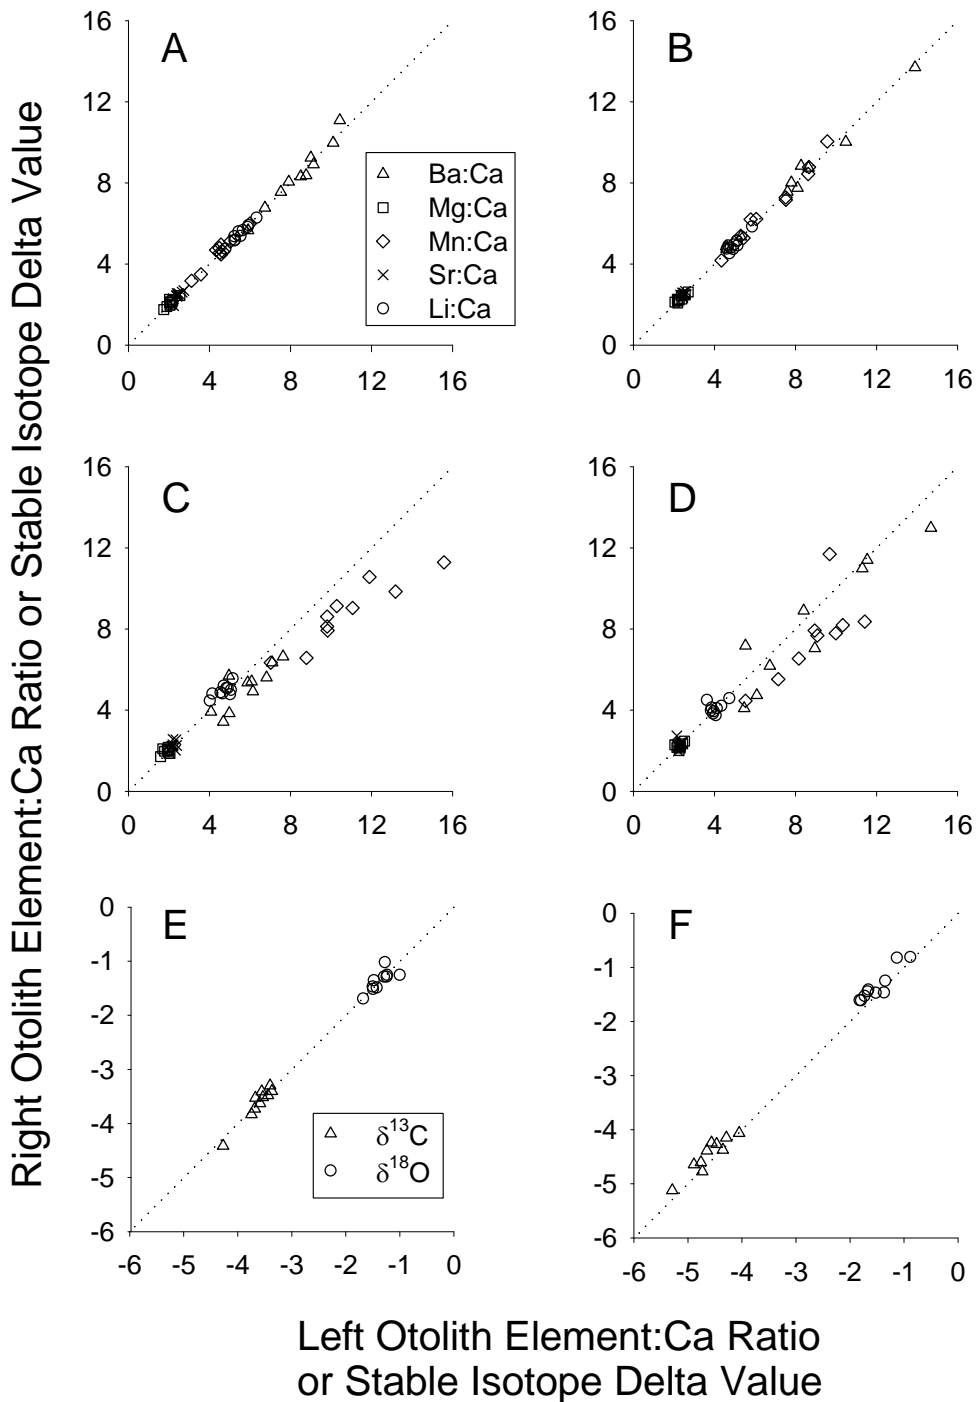 Right Otolith Element:Ca Ratio or Stable Isotope Delta Value
A
16
12
8
4
0
0 4 8 12 16
Ba:Ca
Mg:Ca
Mn:Ca
Sr:Ca
Li:Ca
B
16
12
8
4
0
0 4 8 12 16
C
16
12
8
4
0
0 4 8 12 16
D
16
12
8
4
0
0 4 8 12 16
E
0
-1
-2
-3
-4
-5
-6
-6 -5 -4 -3 -2 -1 0
δ¹³C
δ¹⁸O
F
0
-1
-2
-3
-4
-5
-6
-6 -5 -4 -3 -2 -1 0
Left Otolith Element:Ca Ratio
or Stable Isotope Delta Value